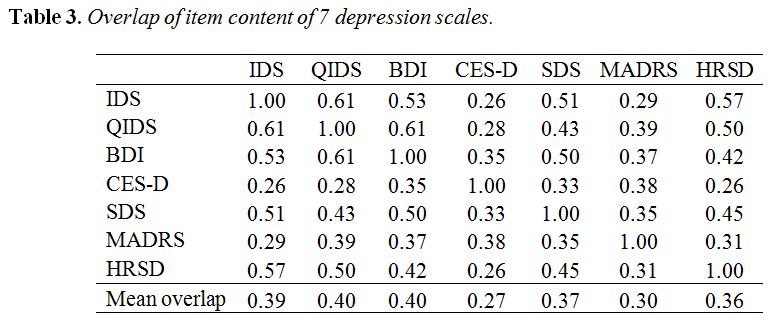 Table 3. Overlap of item content of 7 depression scales.
IDS QIDS BDI CES-D SDS MADRS HRSD
IDS 1.00 0.61 0.53 0.26 0.51 0.29 0.57
QIDS 0.61 1.00 0.61 0.28 0.43 0.39 0.50
BDI 0.53 0.61 1.00 0.35 0.50 0.37 0.42
CES-D 0.26 0.28 0.35 1.00 0.33 0.38 0.26
SDS 0.51 0.43 0.50 0.33 1.00 0.35 0.45
MADRS 0.29 0.39 0.37 0.38 0.35 1.00 0.31
HRSD 0.57 0.50 0.42 0.26 0.45 0.31 1.00
Mean overlap 0.39 0.40 0.40 0.27 0.37 0.30 0.36